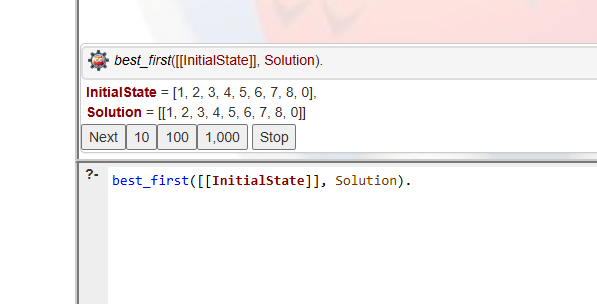 best_first([[InitialState]], Solution).
InitialState = [1, 2, 3, 4, 5, 6, 7, 8, 0],
Solution = [[1, 2, 3, 4, 5, 6, 7, 8, 0]]
Next 10 100 1,000 Stop
?- best_first([[InitialState]], Solution).